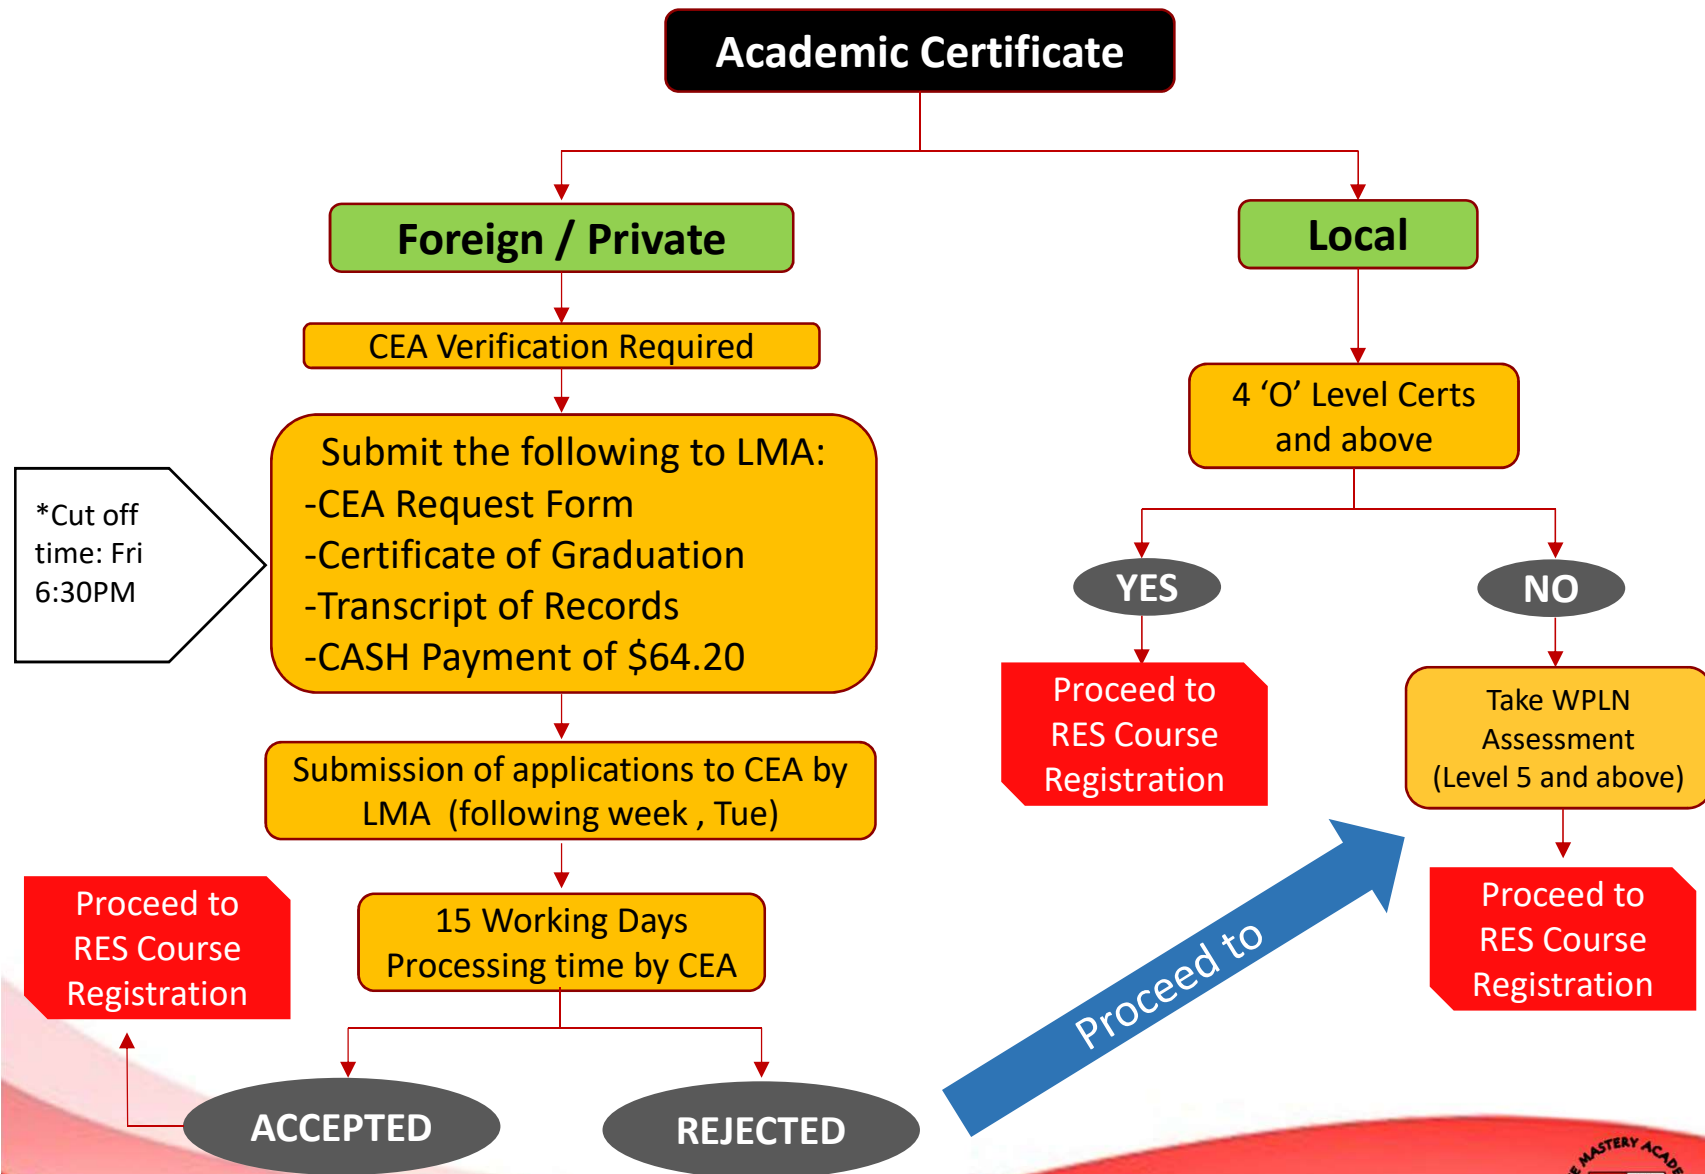 Academic Certificate
Foreign / Private
Local
CEA Verification Required
4 ‘O’ Level Certs
and above
*Cut off
time: Fri
6:30PM
Submit the following to LMA:
-CEA Request Form
-Certificate of Graduation
-Transcript of Records
-CASH Payment of $64.20
YES
NO
Proceed to
RES Course
Registration
Take WPLN
Assessment
(Level 5 and above)
Submission of applications to CEA by
LMA (following week , Tue)
Proceed to
RES Course
Registration
15 Working Days
Processing time by CEA
Proceed to
Proceed to
RES Course
Registration
ACCEPTED
REJECTED
MASTERY